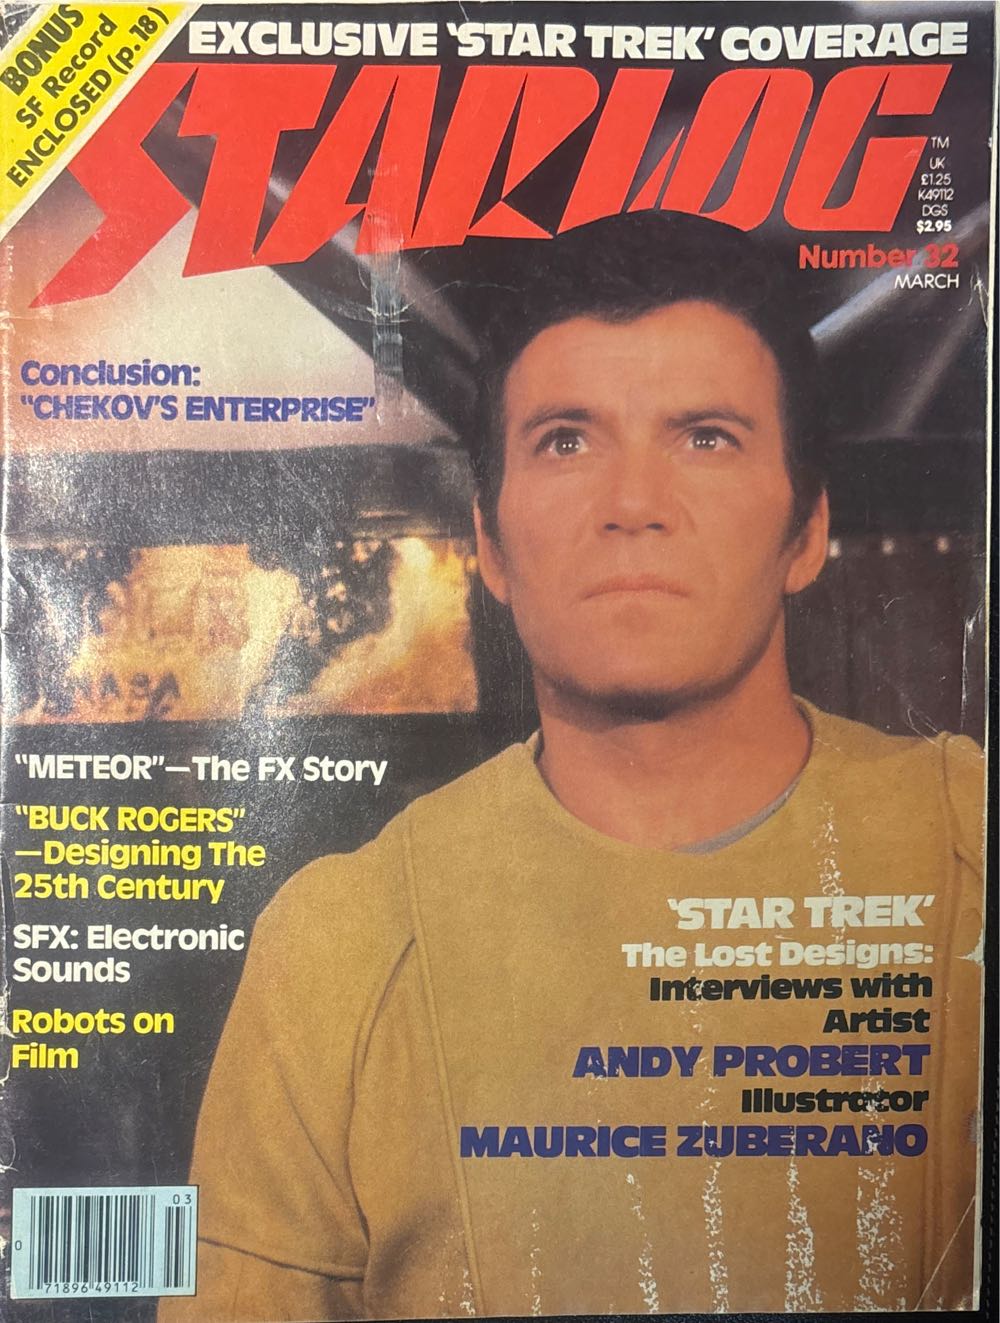 BONUS
SF Record
ENCLOSED (p. 18)
EXCLUSIVE 'STAR TREK' COVERAGE
STARLOG
TM
UK
£1.25
K49112
DGS
$2.95
Number 32
MARCH
Conclusion:
"CHEKOV'S ENTERPRISE"
NASA
"METEOR"—The FX Story
"BUCK ROGERS"
—Designing The
25th Century
SFX: Electronic
Sounds
Robots on
Film
'STAR TREK'
The Lost Designs:
Interviews with
Artist
ANDY PROBERT
Illustrator
MAURICE ZUBERANO
03
0
71896 49112